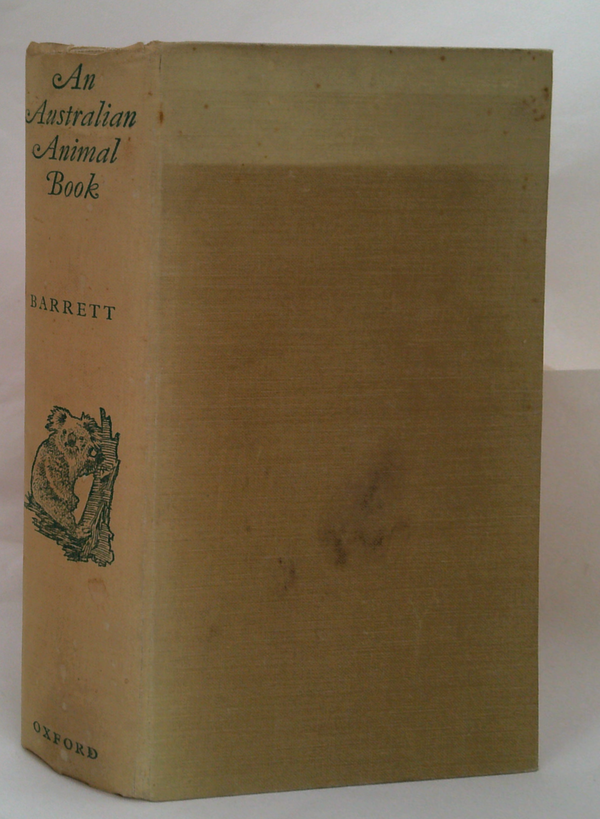 An
Australian
Animal
Book
BARRETT
OXFORD